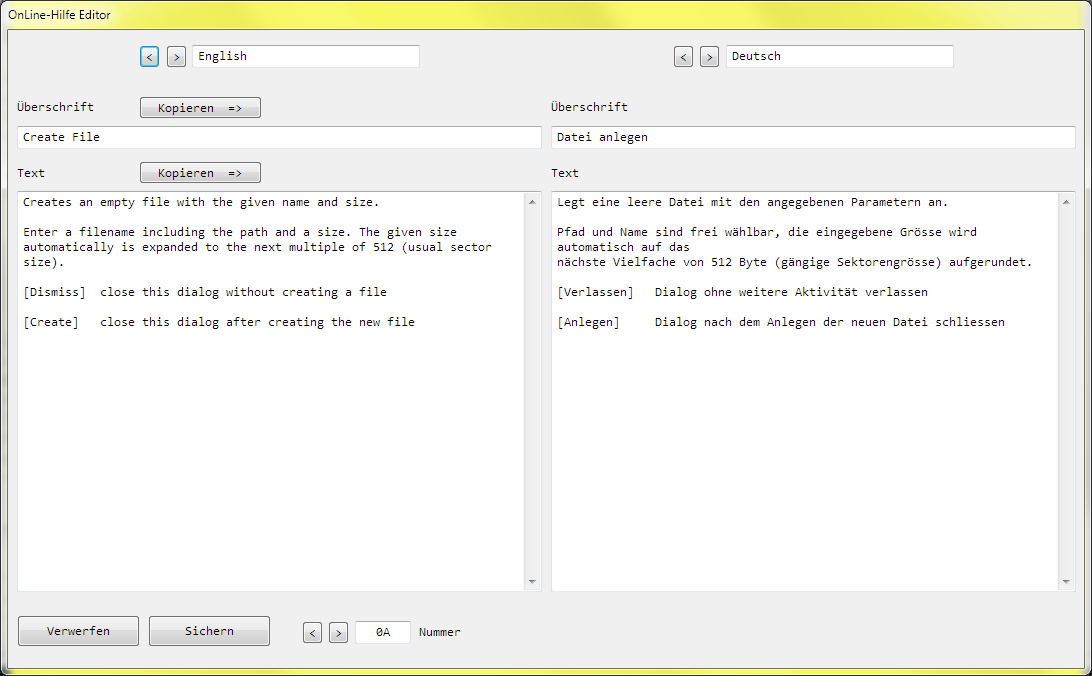 OnLine-Hilfe Editor
< > English
< > Deutsch
Überschrift Kopieren =>
Create File
Text Kopieren =>
Creates an empty file with the given name and size.
Enter a filename including the path and a size. The given size
automatically is expanded to the next multiple of 512 (usual sector
size).
[Dismiss] close this dialog without creating a file
[Create] close this dialog after creating the new file
Überschrift
Datei anlegen
Text
Legt eine leere Datei mit den angegebenen Parametern an.
Pfad und Name sind frei wählbar, die eingegebene Grösse wird
automatisch auf das
nächste Vielfache von 512 Byte (gängige Sektorengrösse) aufgerundet.
[Verlassen] Dialog ohne weitere Aktivität verlassen
[Anlegen] Dialog nach dem Anlegen der neuen Datei schliessen
Verwerfen Sichern < > 0A Nummer